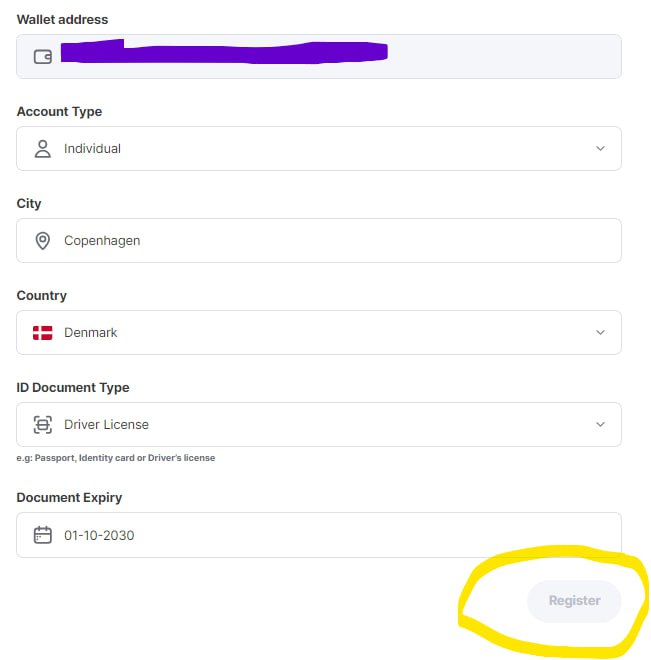 Wallet address
Account Type
Individual
City
Copenhagen
Country
Denmark
ID Document Type
Driver License
e.g: Passport, Identity card or Driver's license
Document Expiry
01-10-2030
Register